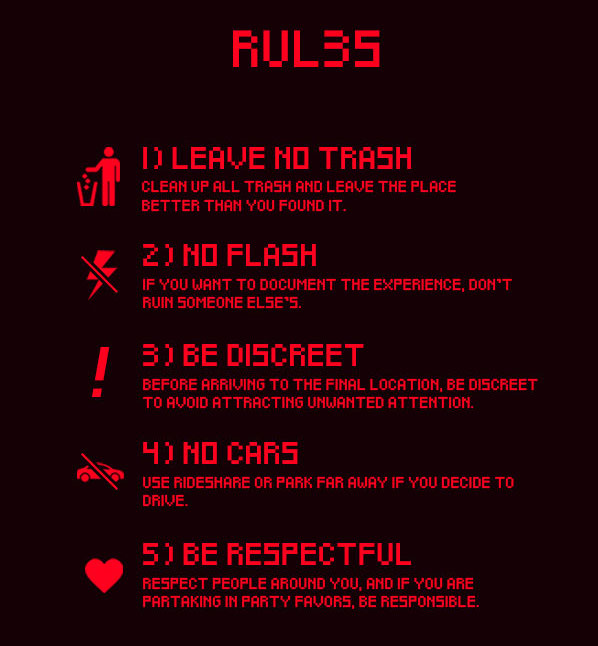 RUL3S
1) LEAVE NO TRASH
CLEAN UP ALL TRASH AND LEAVE THE PLACE
BETTER THAN YOU FOUND IT.
2) NO FLASH
IF YOU WANT TO DOCUMENT THE EXPERIENCE, DON'T
RUIN SOMEONE ELSE'S.
3) BE DISCREET
BEFORE ARRIVING TO THE FINAL LOCATION, BE DISCREET
TO AVOID ATTRACTING UNWANTED ATTENTION.
4) NO CARS
USE RIDESHARE OR PARK FAR AWAY IF YOU DECIDE TO
DRIVE.
5) BE RESPECTFUL
RESPECT PEOPLE AROUND YOU, AND IF YOU ARE
PARTAKING IN PARTY FAVORS, BE RESPONSIBLE.